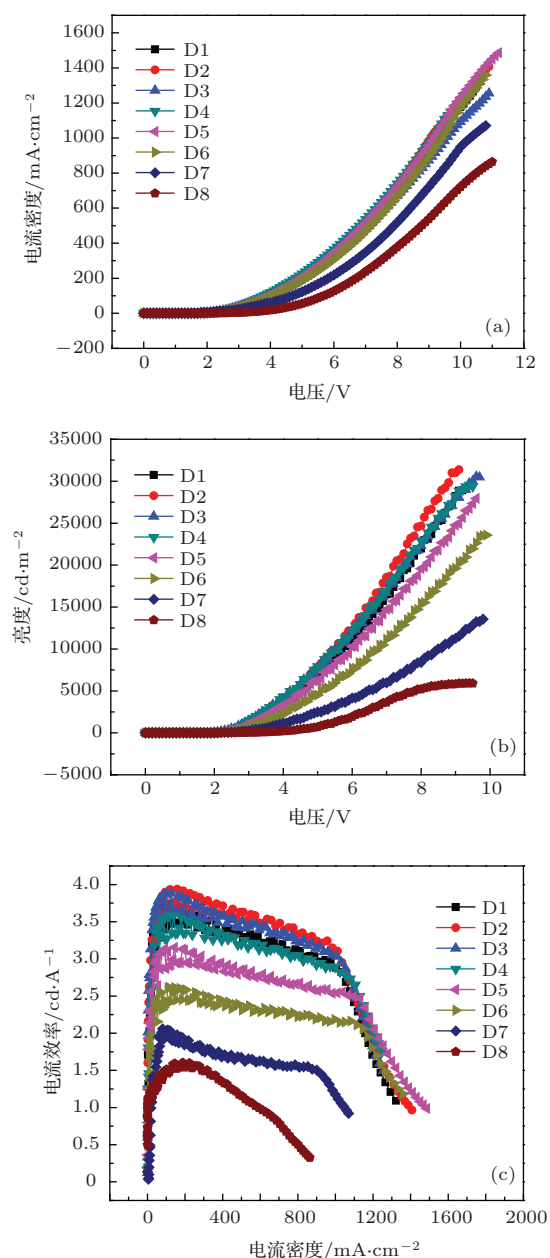 1600
1400
1200
1000
800
600
400
200
0
−200
电流密度/mA·cm−2
D1
D2
D3
D4
D5
D6
D7
D8
(a)
0 2 4 6 8 10 12
电压/V
35000
30000
25000
20000
15000
10000
5000
0
−5000
亮度/cd·m−2
D1
D2
D3
D4
D5
D6
D7
D8
(b)
0 2 4 6 8 10
电压/V
4.0
3.5
3.0
2.5
2.0
1.5
1.0
0.5
0
电流效率/cd·A−1
D1
D2
D3
D4
D5
D6
D7
D8
(c)
0 400 800 1200 1600 2000
电流密度/mA·cm−2